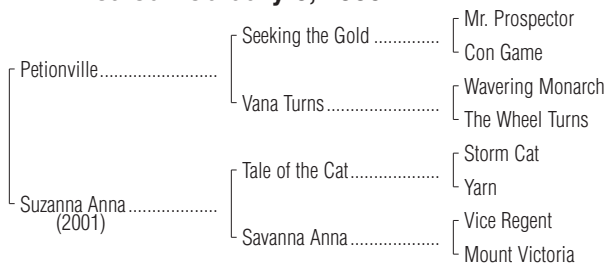 Seeking the Gold .............. Mr. Prospector
Con Game
Petionville.........................
Vana Turns ........................ Wavering Monarch
The Wheel Turns
Tale of the Cat................... Storm Cat
Yarn
Suzanna Anna...................
(2001)
Savanna Anna................... Vice Regent
Mount Victoria